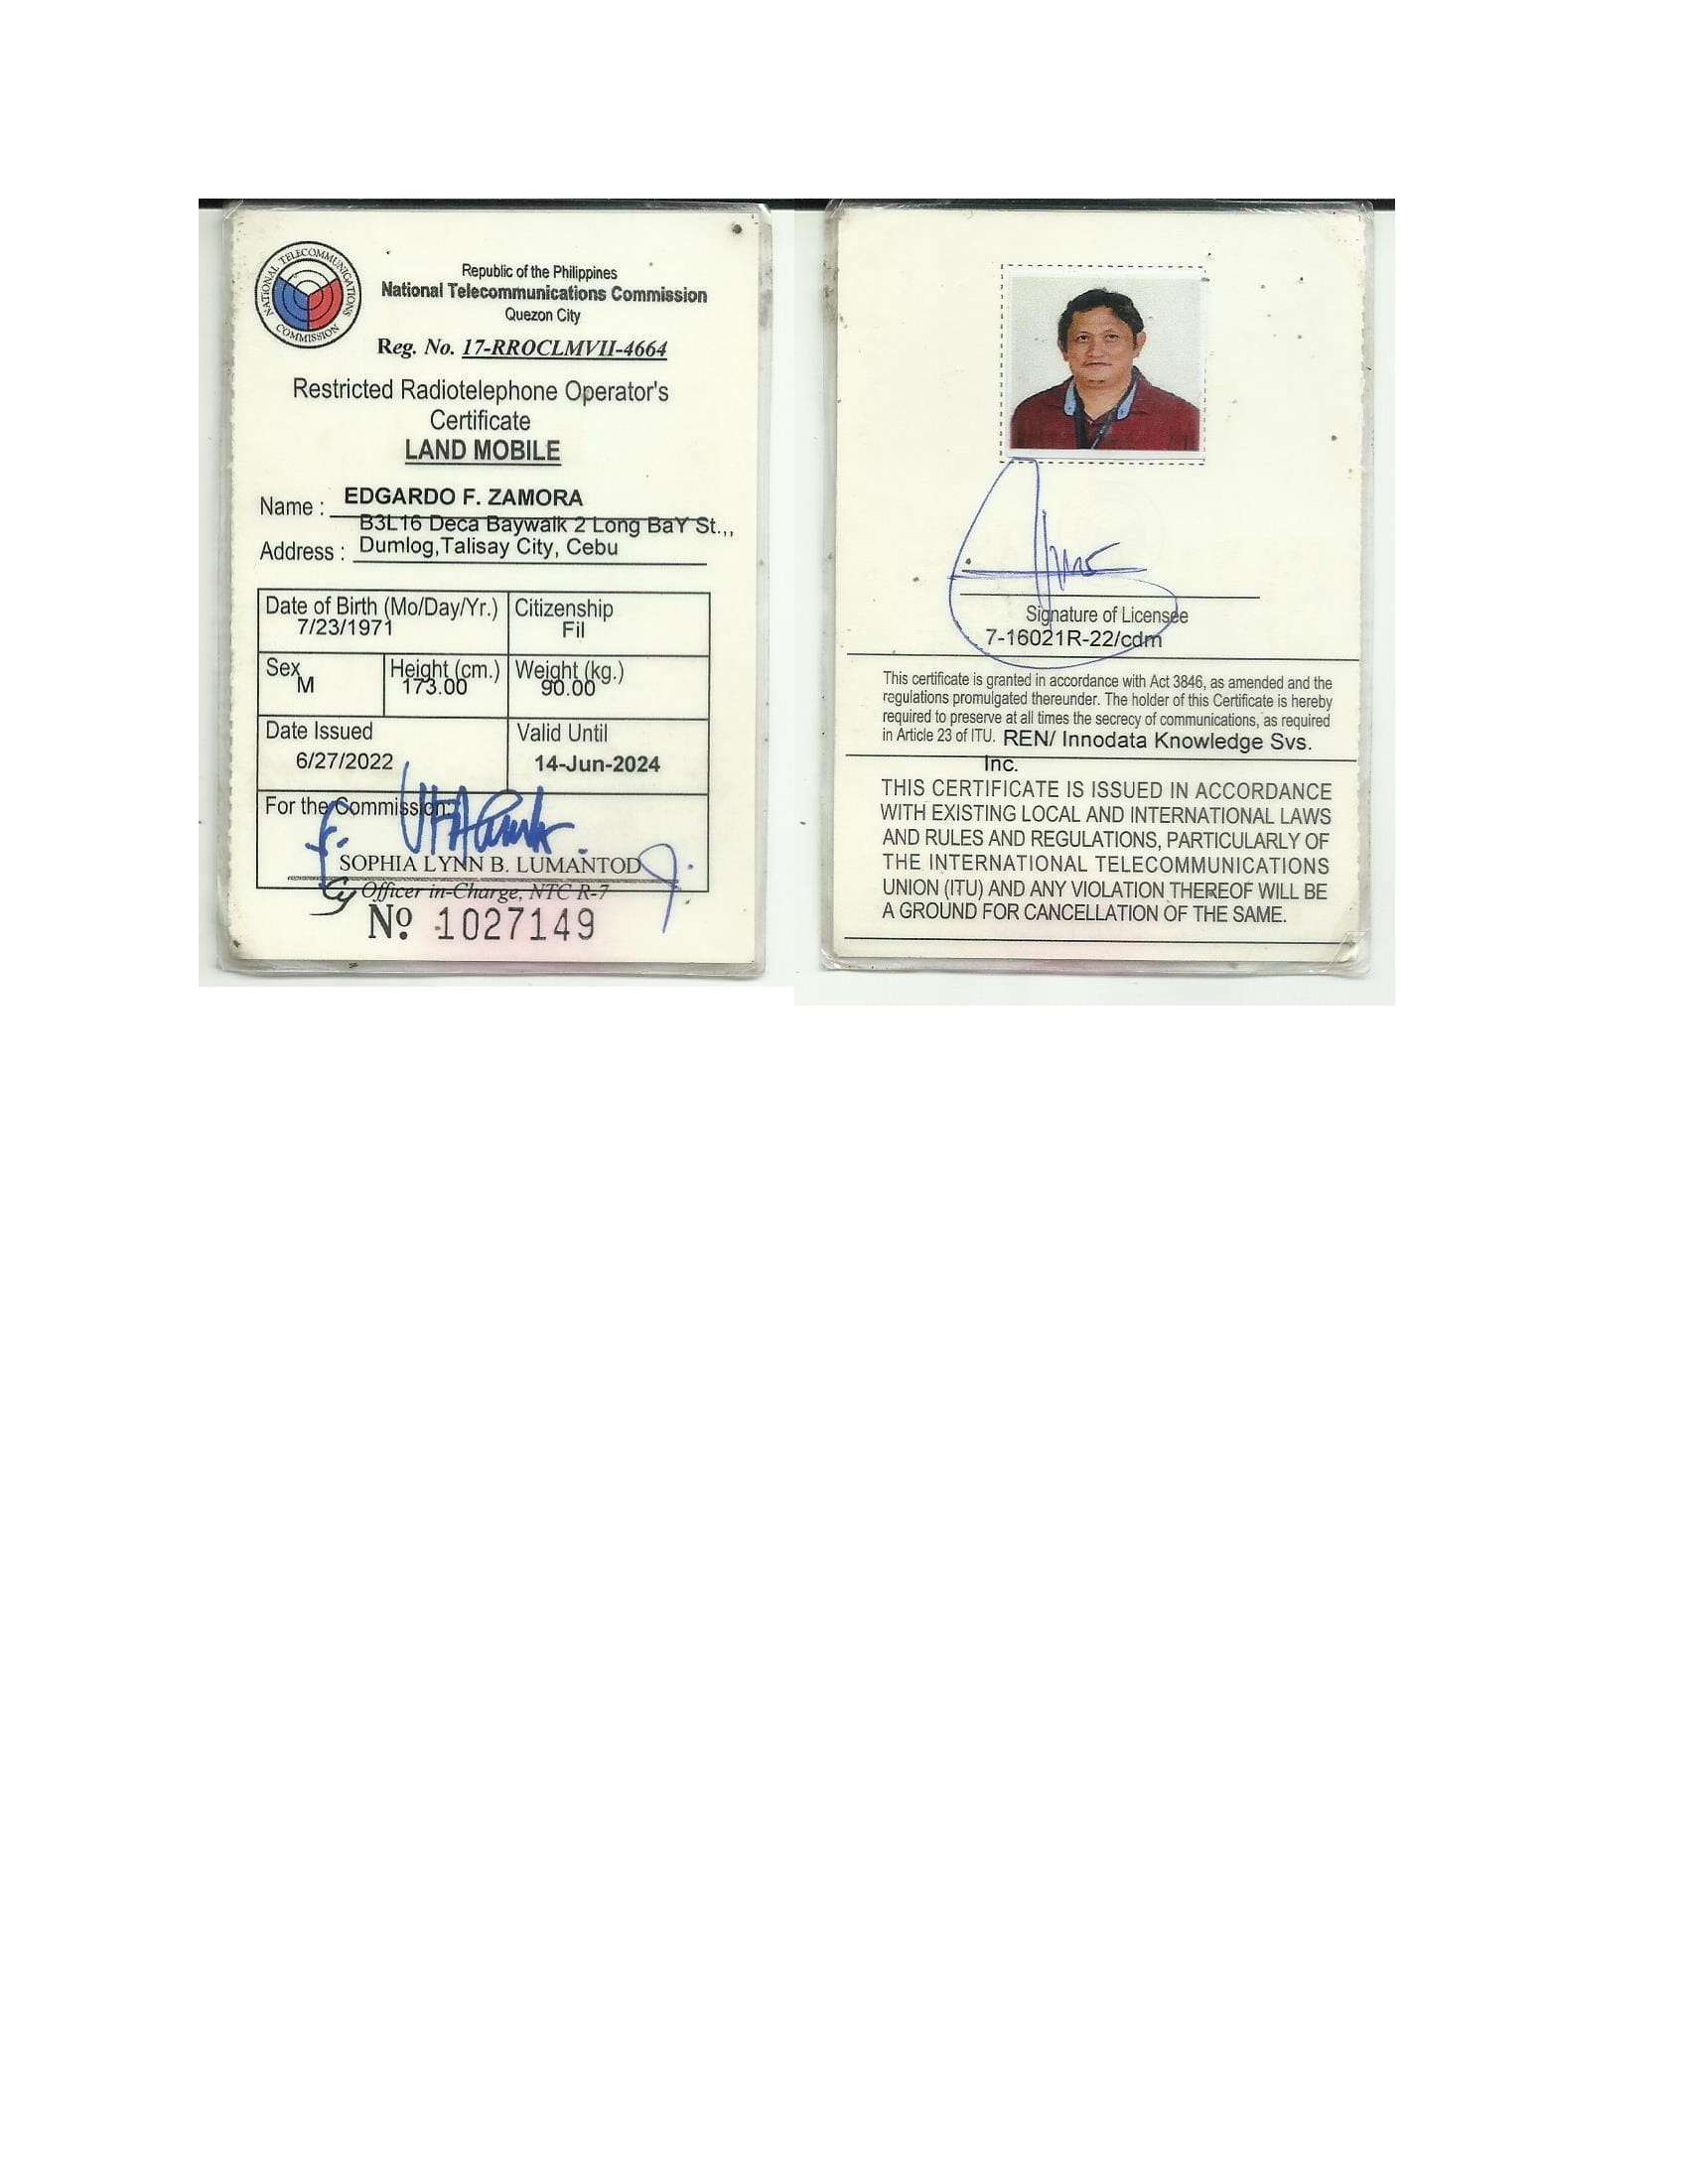 NATIONAL TELECOMMUNICATIONS
COMMISSION
Republic of the Philippines
National Telecommunications Commission
Quezon City
Reg. No. 17-RROCLMVII-4664
Restricted Radiotelephone Operator's
Certificate
LAND MOBILE
Name : EDGARDO F. ZAMORA
B3L16 Deca Baywalk 2 Long BaY St.,,
Address : Dumlog,Talisay City, Cebu
Date of Birth (Mo/Day/Yr.) Citizenship
7/23/1971 Fil
Sex Height (cm.) Weight (kg.)
M 173.00 90.00
Date Issued Valid Until
6/27/2022 14-Jun-2024
For the Commission:
SOPHIA LYNN B. LUMANTOD
Officer in-Charge, NTC R-7
Nº 1027149
Signature of Licensee
7-16021R-22/cdm
This certificate is granted in accordance with Act 3846, as amended and the
regulations promulgated thereunder. The holder of this Certificate is hereby
required to preserve at all times the secrecy of communications, as required
in Article 23 of ITU. REN/ Innodata Knowledge Svs.
Inc.
THIS CERTIFICATE IS ISSUED IN ACCORDANCE
WITH EXISTING LOCAL AND INTERNATIONAL LAWS
AND RULES AND REGULATIONS, PARTICULARLY OF
THE INTERNATIONAL TELECOMMUNICATIONS
UNION (ITU) AND ANY VIOLATION THEREOF WILL BE
A GROUND FOR CANCELLATION OF THE SAME.